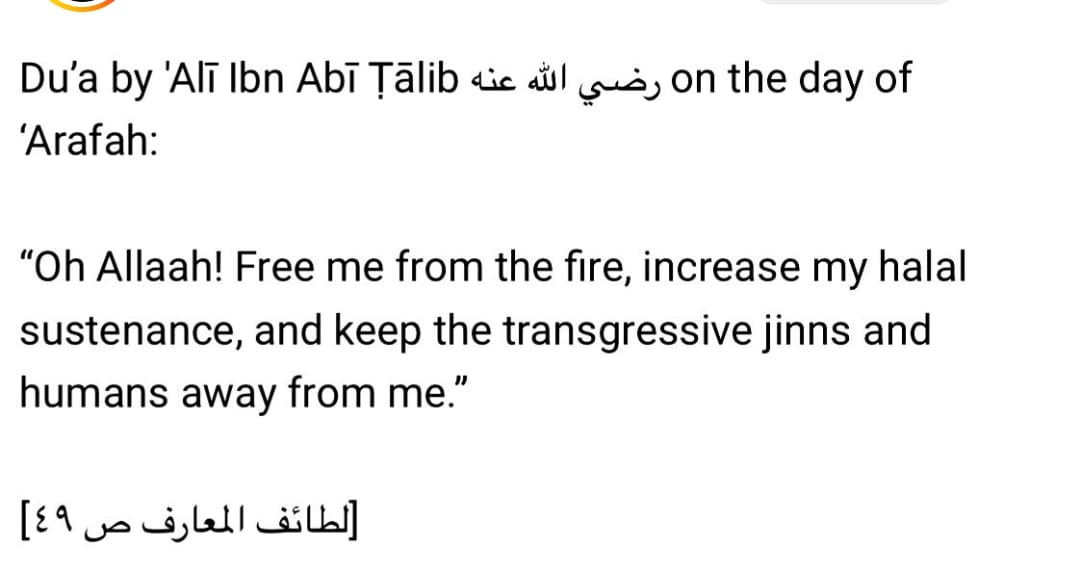 Du'a by 'Alī Ibn Abī Ṭālib رضي الله عنه on the day of
‘Arafah:
“Oh Allaah! Free me from the fire, increase my halal
sustenance, and keep the transgressive jinns and
humans away from me.”
[لطائف المعارف ص ٤٩]